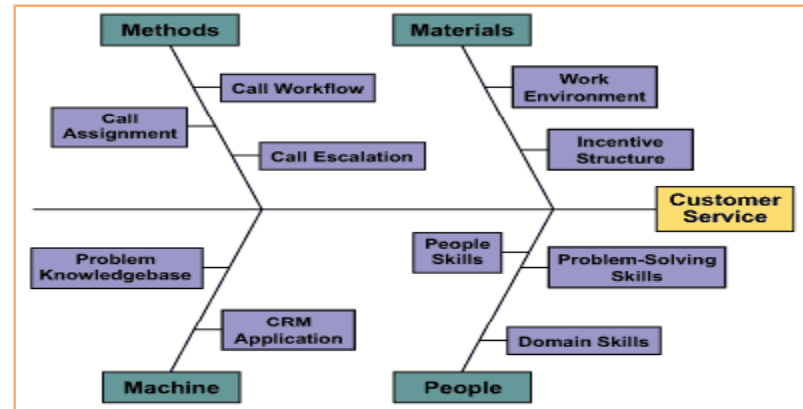 Methods
Materials
Call Workflow
Work
Environment
Call
Assignment
Call Escalation
Incentive
Structure
Customer
Service
People
Skills
Problem
Knowledgebase
Problem-Solving
Skills
CRM
Application
Domain Skills
Machine
People